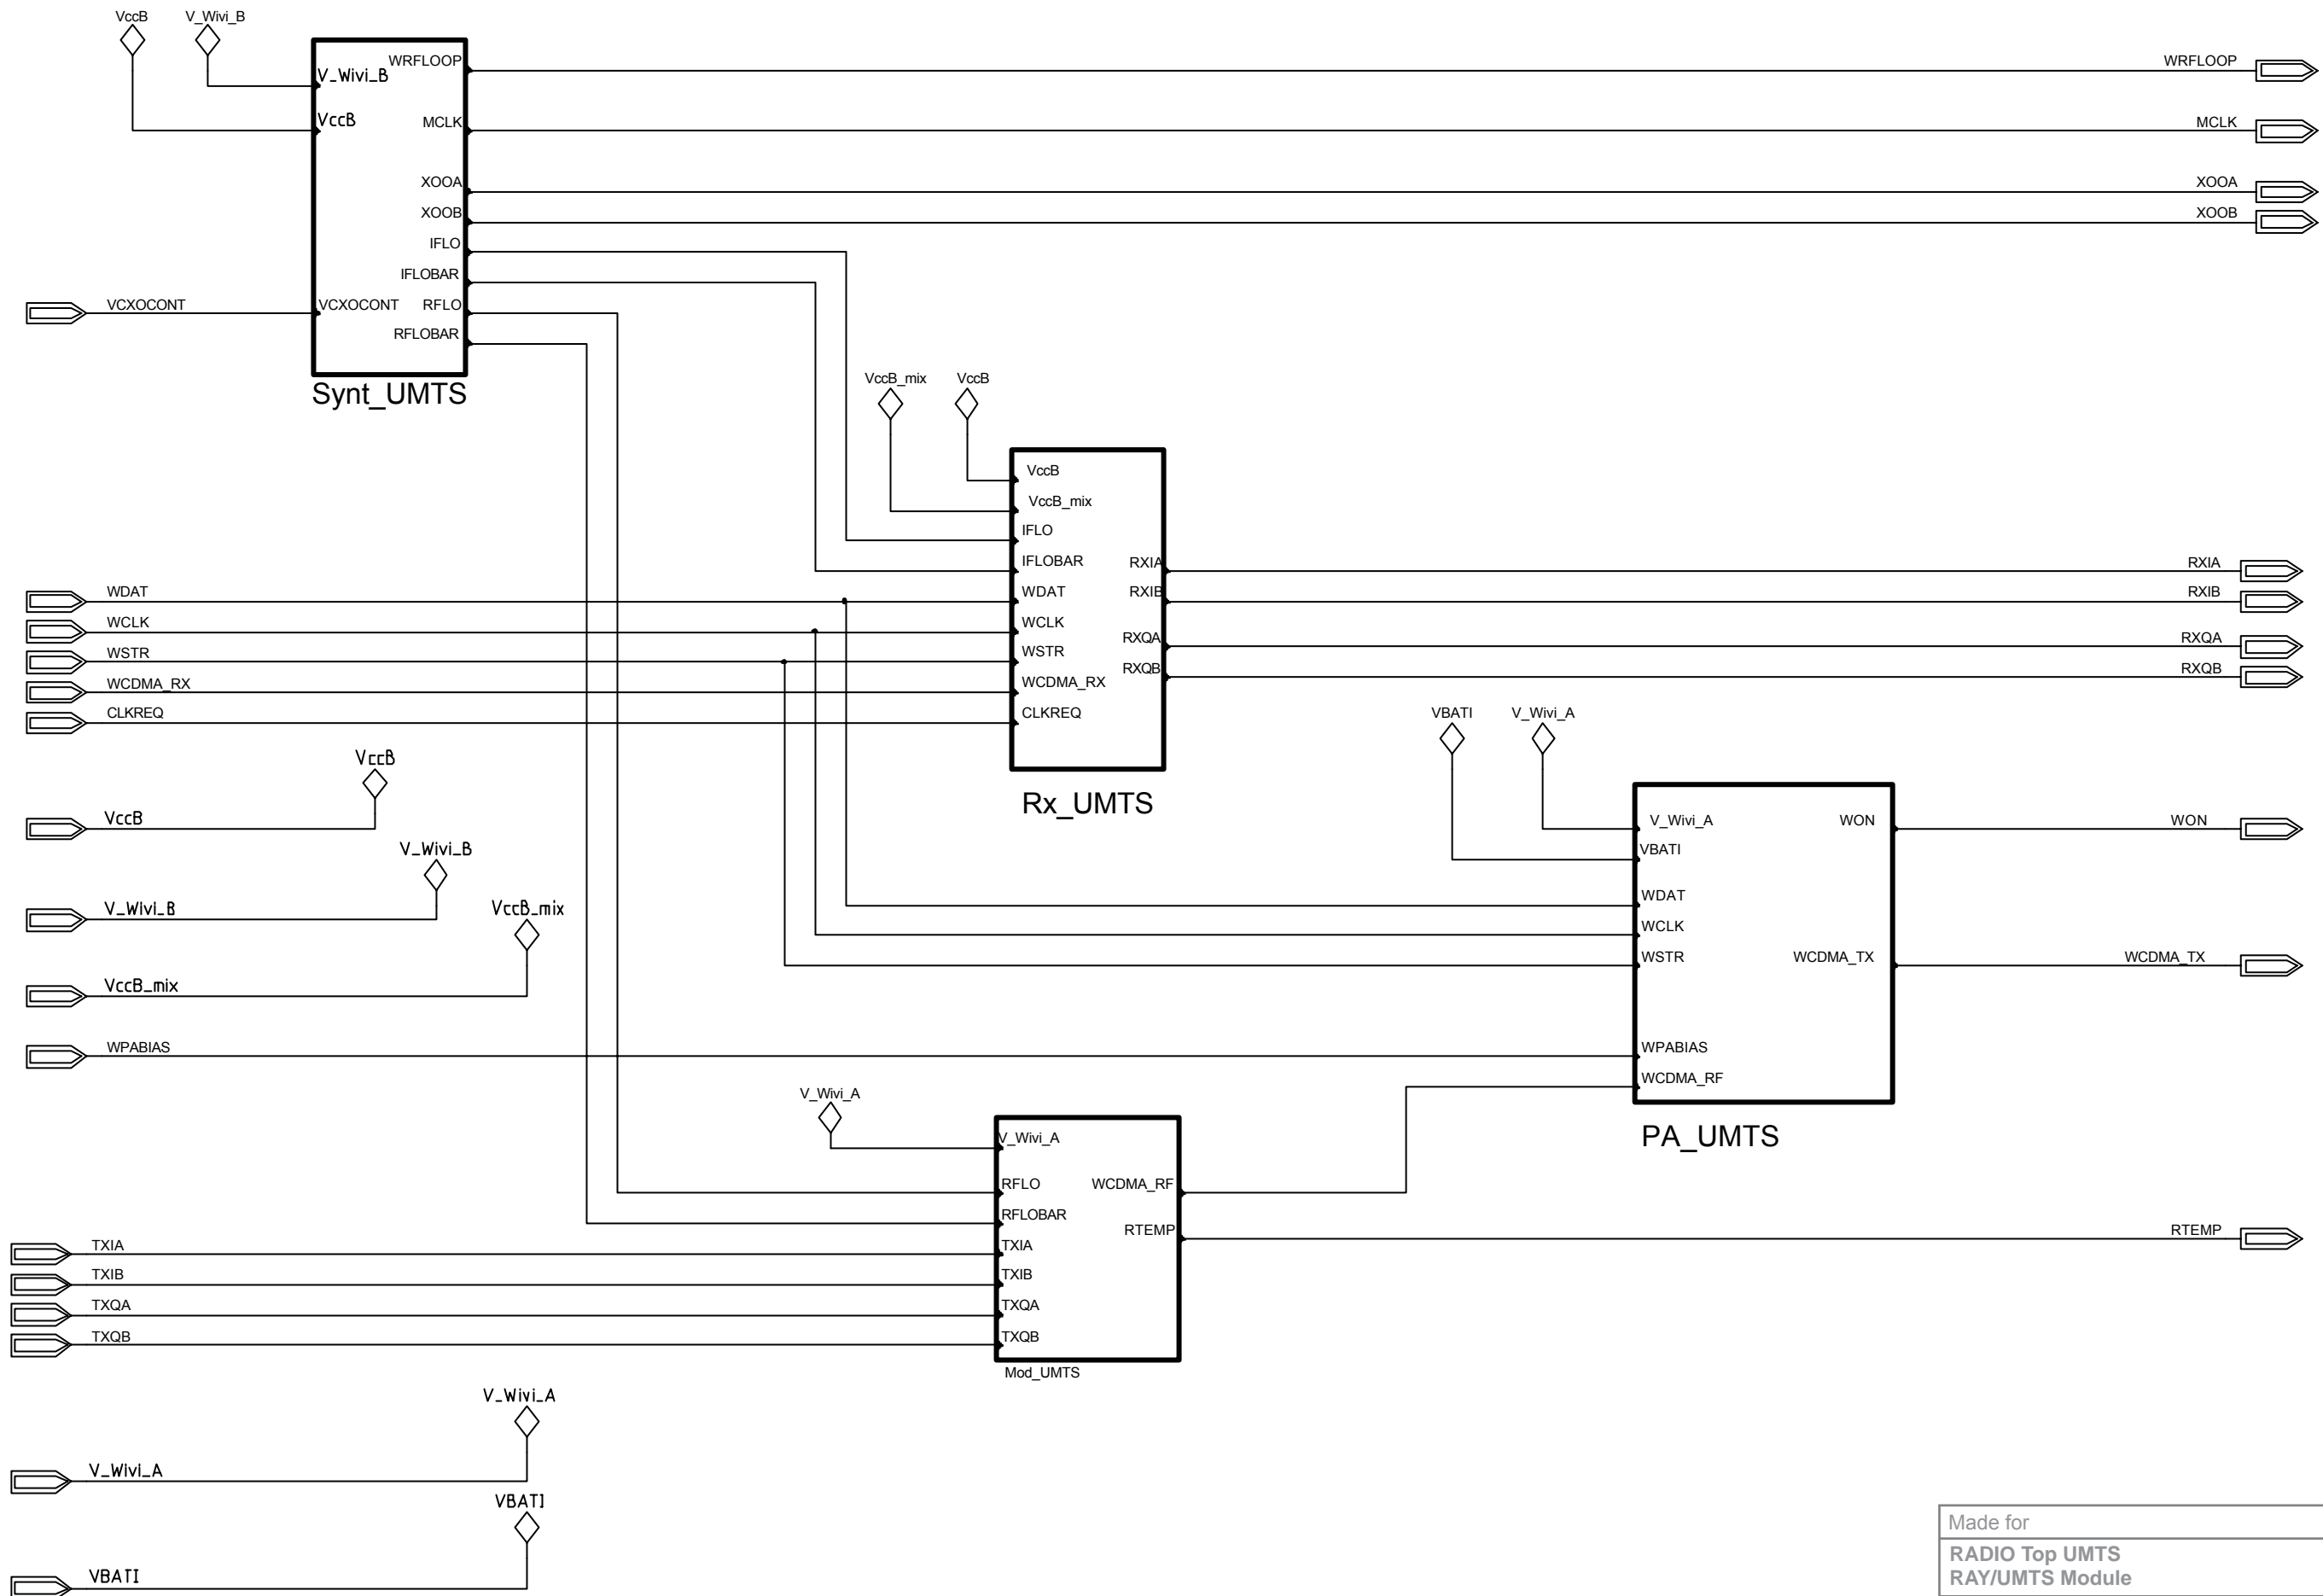 VccB
V_Wivi_B
V_Wivi_B
VccB
VCXOCONT
WRFLOOP
MCLK
XOOA
XOOB
IFLO
IFLOBAR
RFLO
RFLOBAR
Synt_UMTS
VCXOCONT
WRFLOOP
MCLK
XOOA
XOOB
VccB_mix
VccB
VccB
VccB_mix
IFLO
IFLOBAR
WDAT
WCLK
WSTR
WCDMA_RX
CLKREQ
RXIA
RXIB
RXQA
RXQB
Rx_UMTS
WDAT
WCLK
WSTR
WCDMA_RX
CLKREQ
RXIA
RXIB
RXQA
RXQB
VccB
VccB
V_Wivi_B
V_Wivi_B
VccB_mix
VccB_mix
WPABIAS
VBATI
V_Wivi_A
V_Wivi_A
VBATI
WDAT
WCLK
WSTR
WPABIAS
WCDMA_RF
WON
WCDMA_TX
PA_UMTS
WON
WCDMA_TX
V_Wivi_A
V_Wivi_A
RFLO
RFLOBAR
TXIA
TXIB
TXQA
TXQB
WCDMA_RF
RTEMP
Mod_UMTS
RTEMP
TXIA
TXIB
TXQA
TXQB
V_Wivi_A
V_Wivi_A
VBATI
VBATI
Made for
RADIO Top UMTS
RAY/UMTS Module